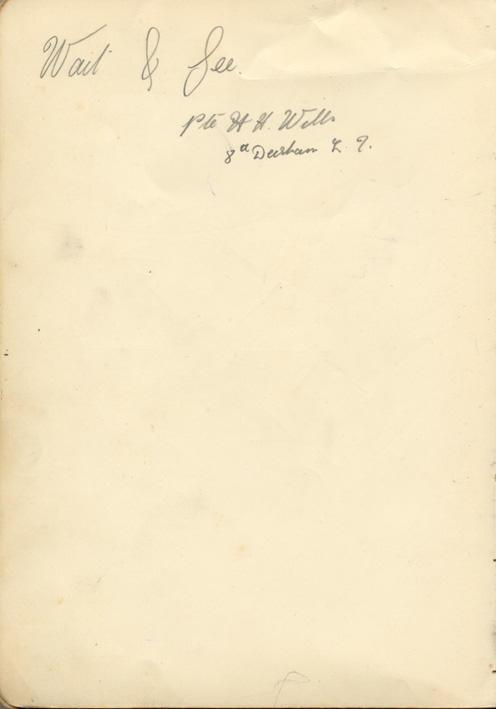 Wait & See.
Pte H H. Wells
8th Durham L. I.